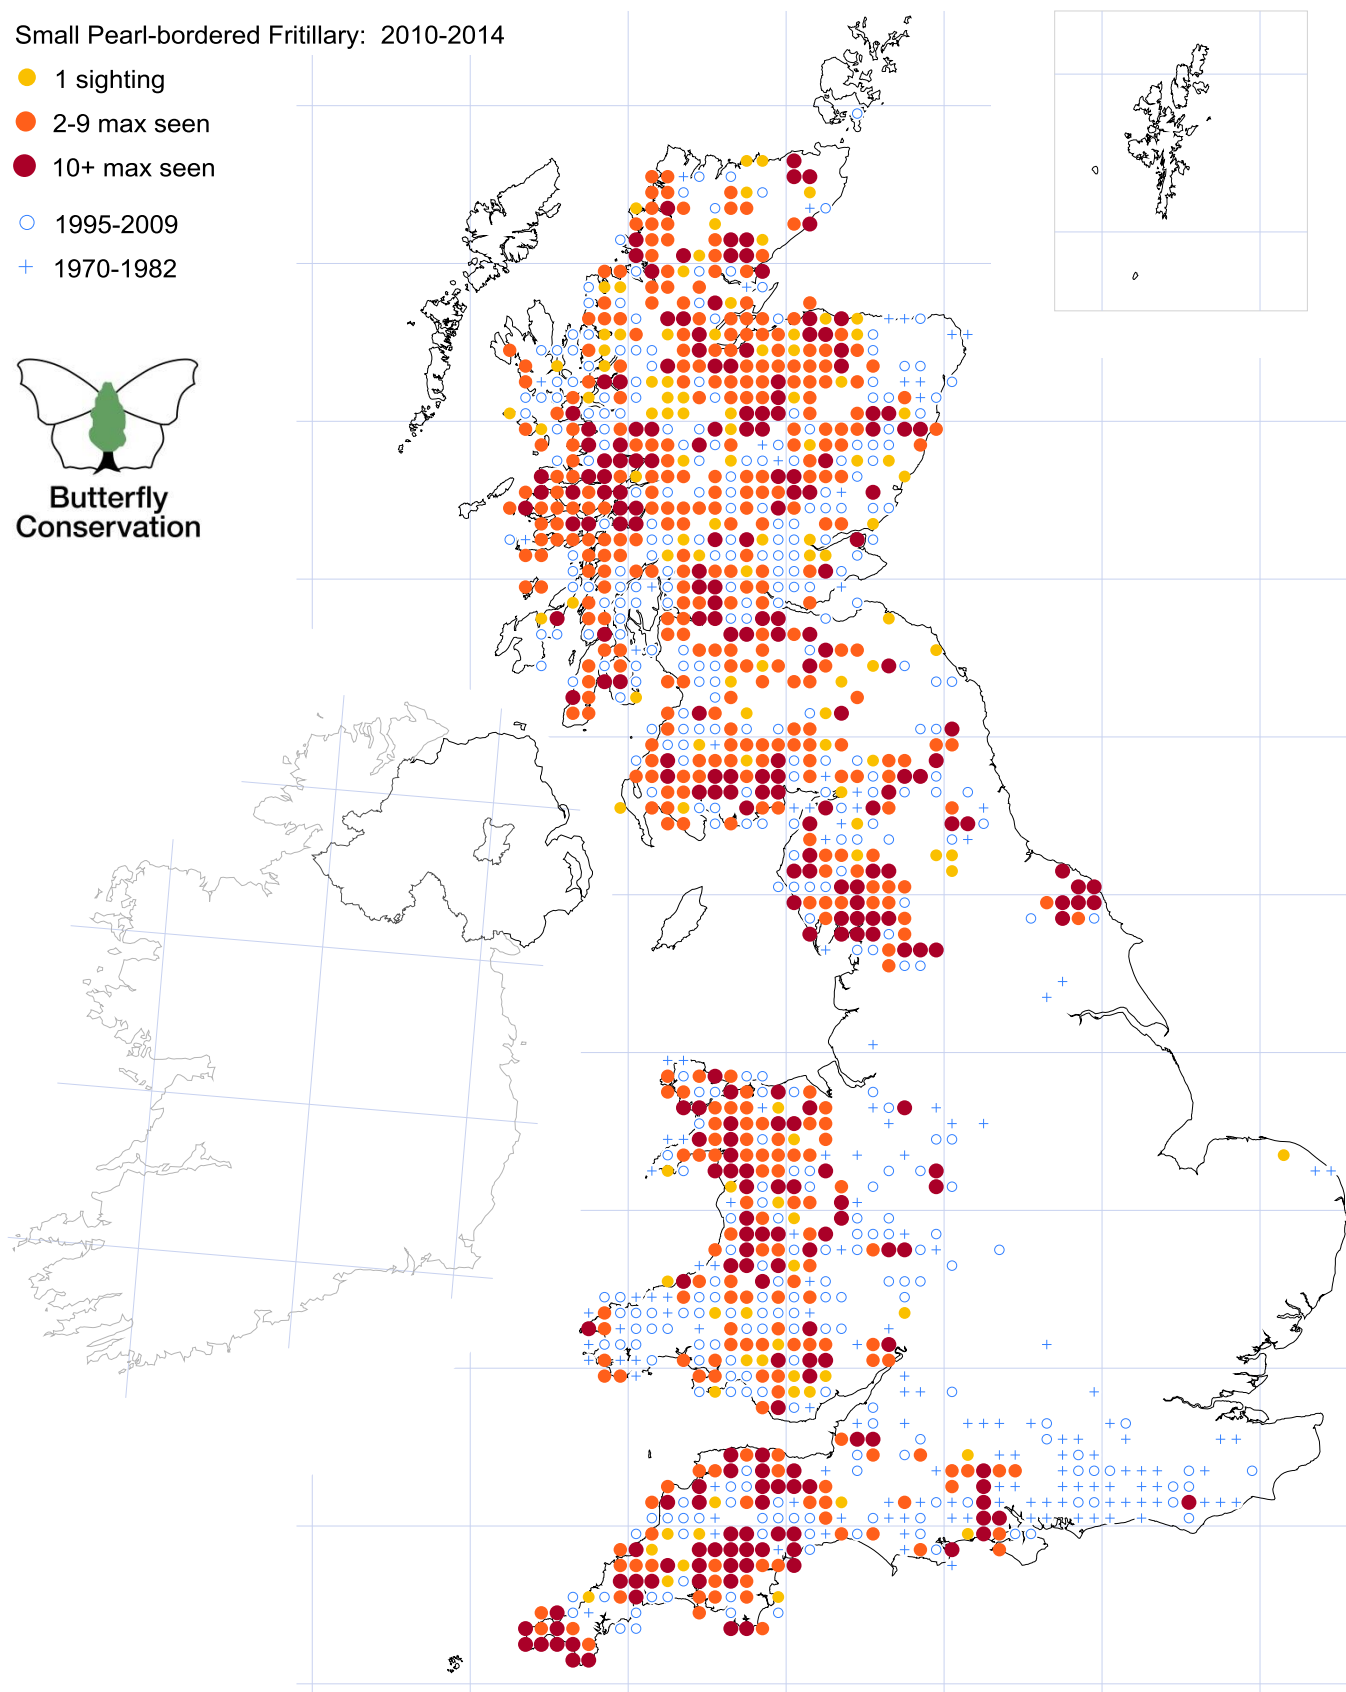 Small Pearl-bordered Fritillary: 2010-2014
1 sighting
2-9 max seen
10+ max seen
1995-2009
1970-1982
Butterfly
Conservation